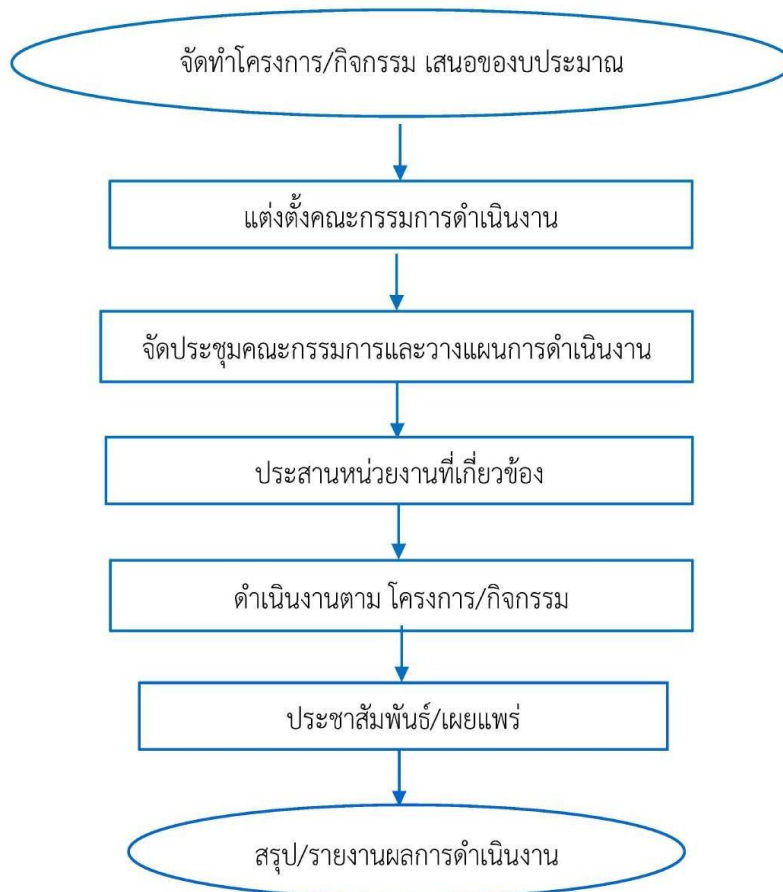 จัดทำโครงการ/กิจกรรม เสนอของบประมาณ
แต่งตั้งคณะกรรมการดำเนินงาน
จัดประชุมคณะกรรมการและวางแผนการดำเนินงาน
ประสานหน่วยงานที่เกี่ยวข้อง
ดำเนินงานตาม โครงการ/กิจกรรม
ประชาสัมพันธ์/เผยแพร่
สรุป/รายงานผลการดำเนินงาน